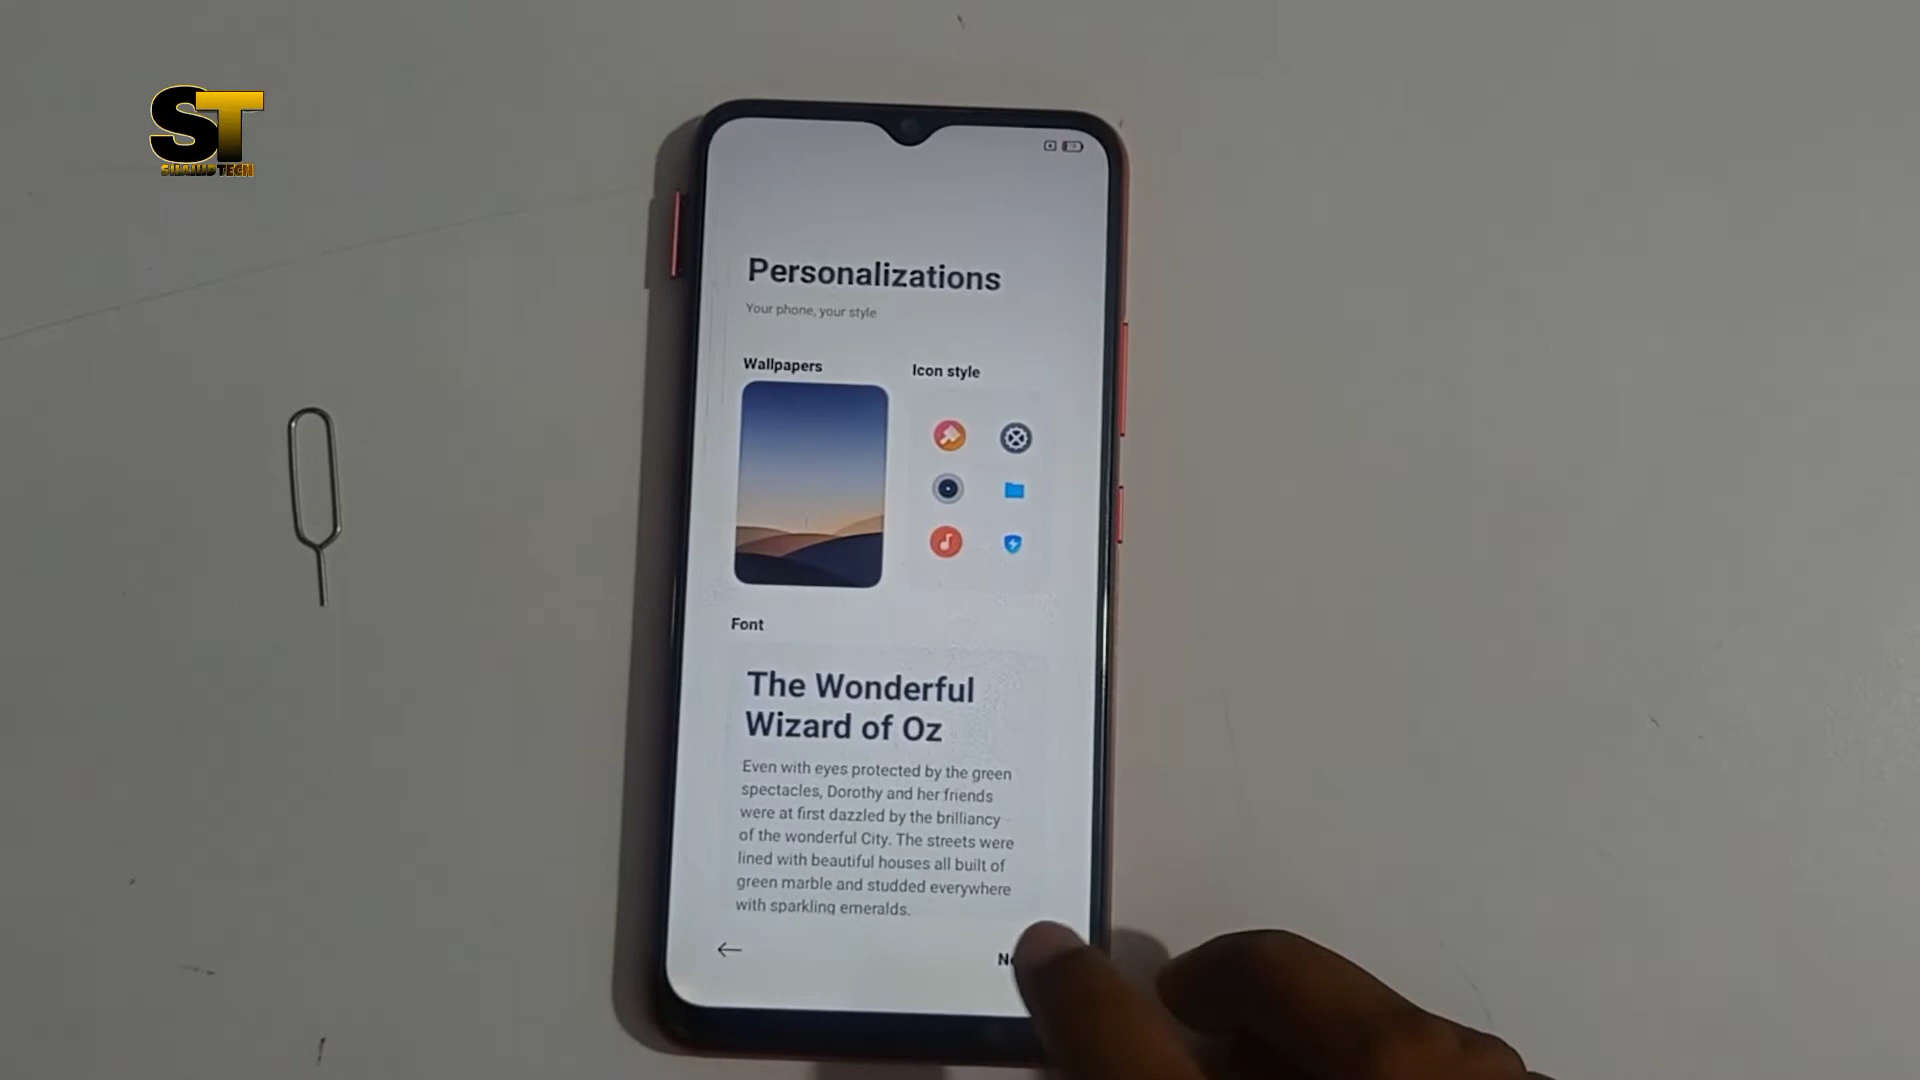 ST
SHAHID TECH
Personalizations
Your phone, your style
Wallpapers
Icon style
Font
The Wonderful
Wizard of Oz
Even with eyes protected by the green
spectacles, Dorothy and her friends
were at first dazzled by the brilliancy
of the wonderful City. The streets were
lined with beautiful houses all built of
green marble and studded everywhere
with sparkling emeralds.